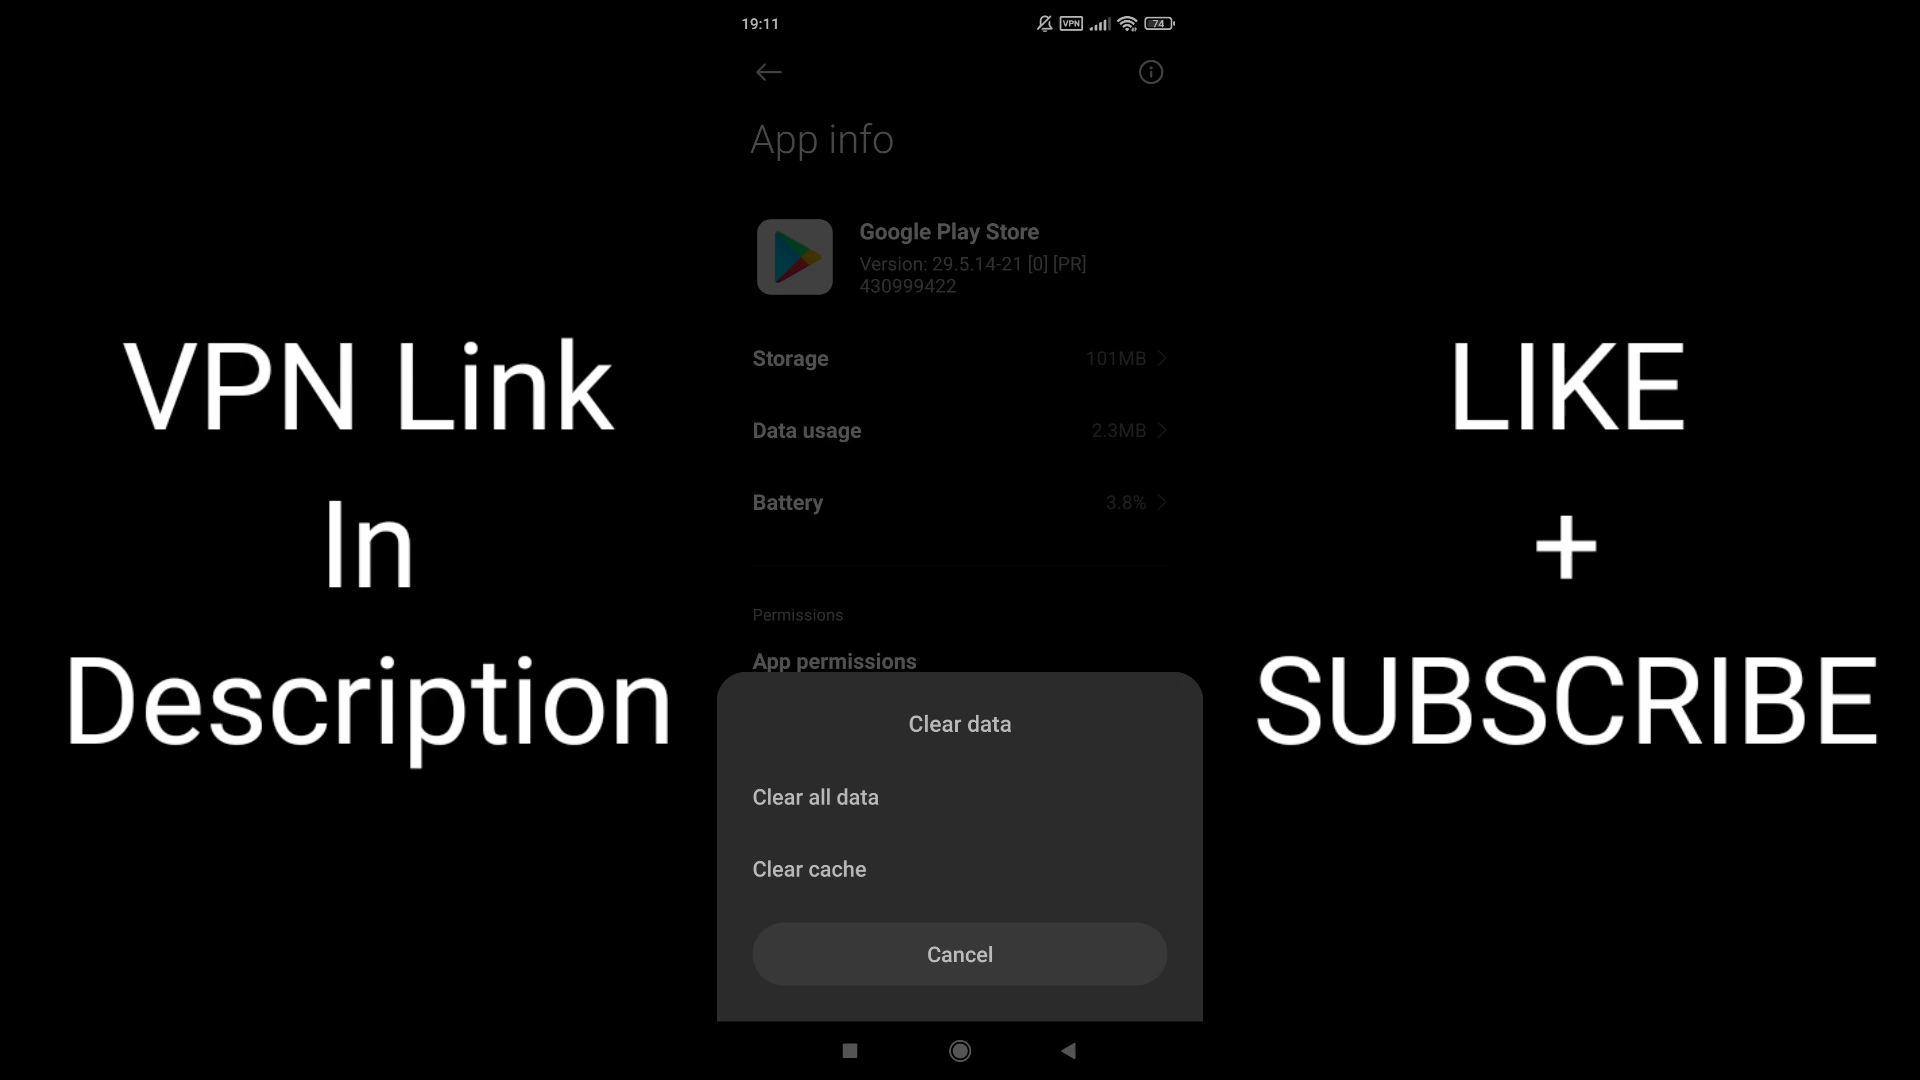 19:11
VPN
74
App info
Google Play Store
Version: 29.5.14-21 [0] [PR]
430999422
Storage 101MB
Data usage 2.3MB
Battery 3.8%
Permissions
App permissions
Clear data
Clear all data
Clear cache
Cancel
VPN Link
In
Description
LIKE
+
SUBSCRIBE